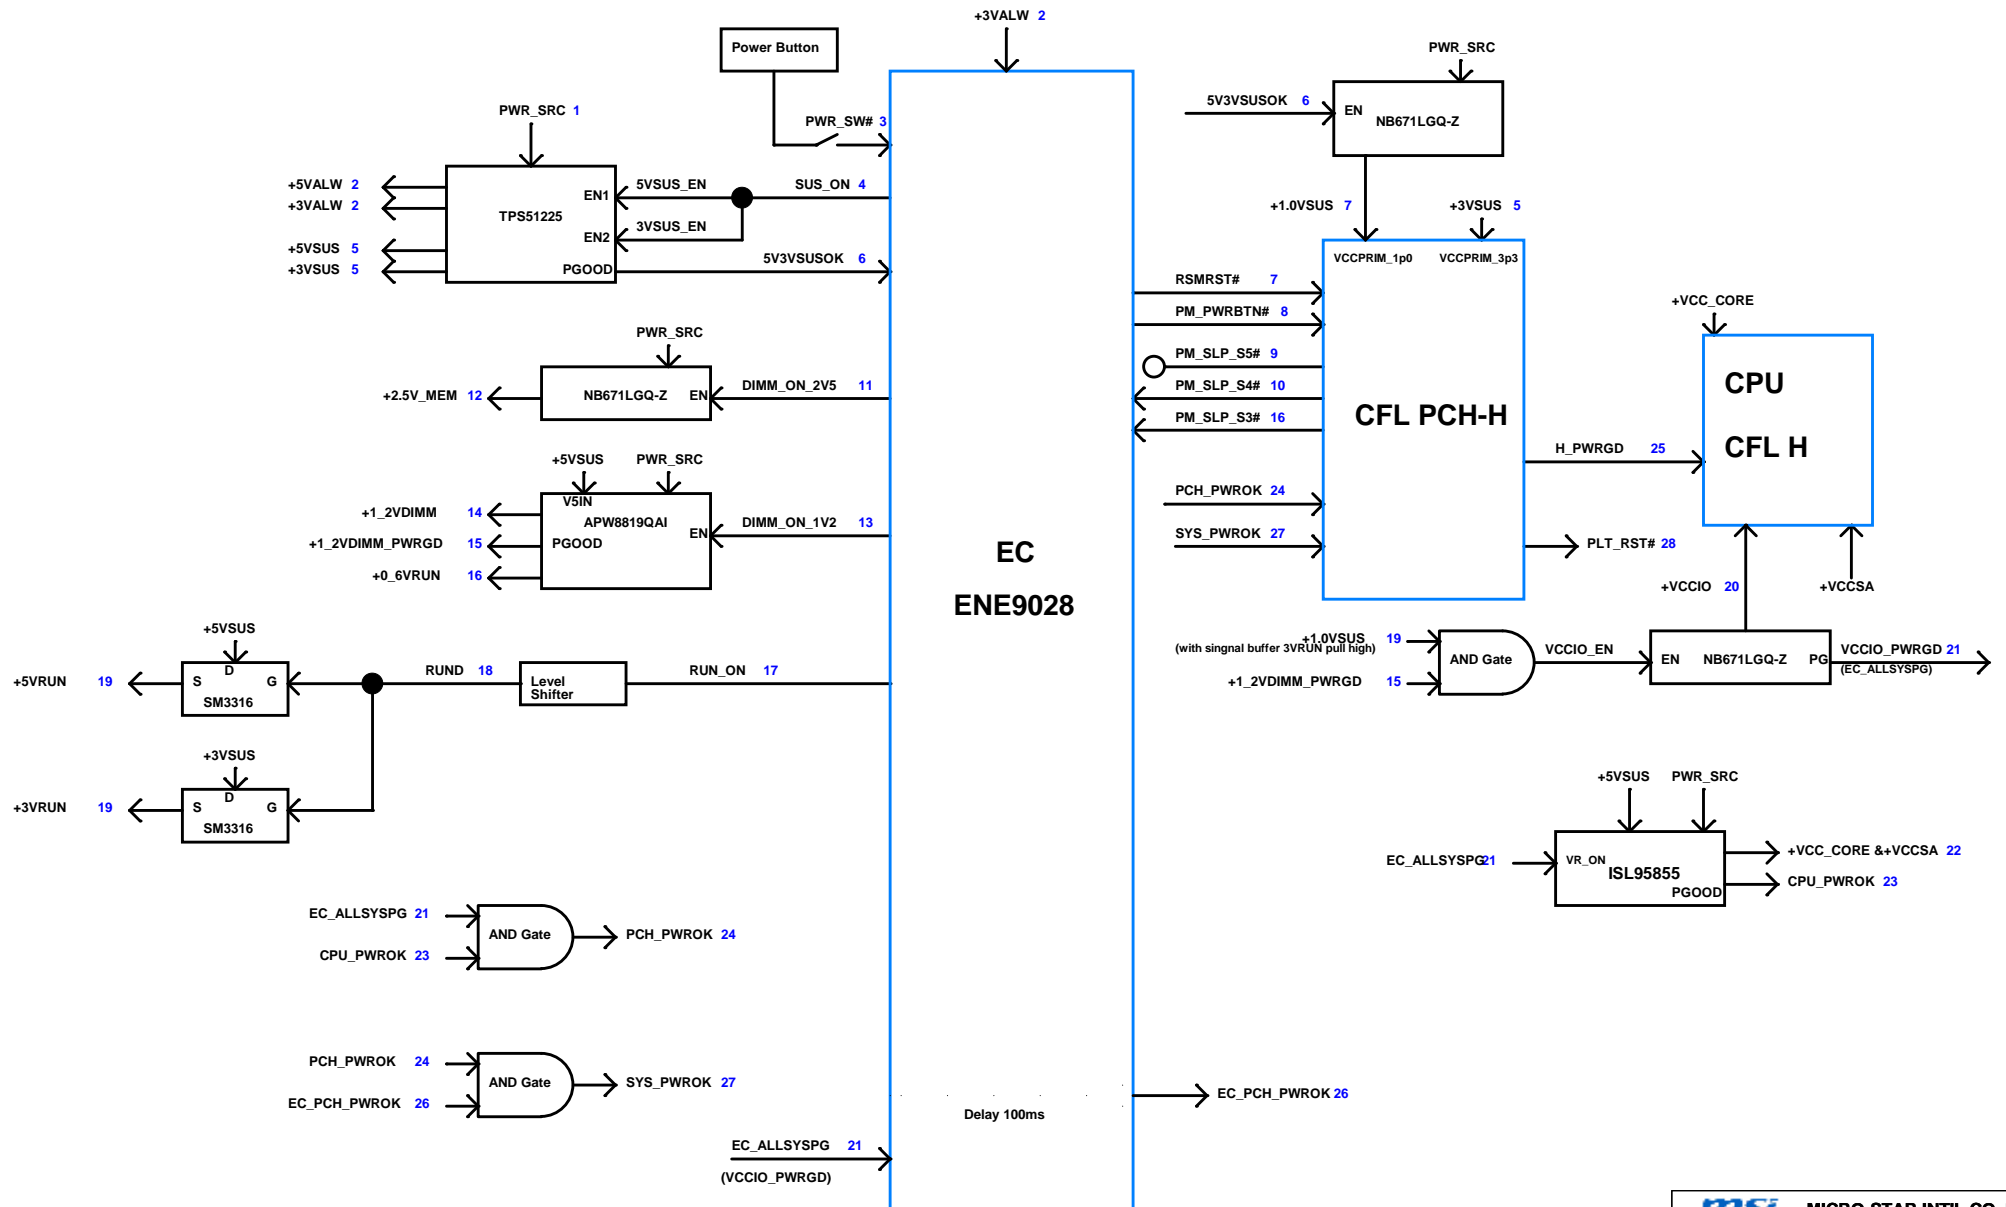 +3VALW 2
Power Button
PWR_SW# 3
PWR_SRC 1
+5VALW 2
+3VALW 2
+5VSUS 5
+3VSUS 5
TPS51225
EN1
EN2
PGOOD
5VSUS_EN
3VSUS_EN
SUS_ON 4
5V3VSUSOK 6
PWR_SRC
+2.5V_MEM 12
NB671LGQ-Z EN
DIMM_ON_2V5 11
+5VSUS
PWR_SRC
V5IN
APW8819QAI
PGOOD
EN
+1_2VDIMM 14
+1_2VDIMM_PWRGD 15
+0_6VRUN 16
DIMM_ON_1V2 13
+5VSUS
+5VRUN 19
S D G
SM3316
RUND 18
Level
Shifter
RUN_ON 17
+3VSUS
+3VRUN 19
S D G
SM3316
EC_ALLSYSPG 21
CPU_PWROK 23
AND Gate
PCH_PWROK 24
PCH_PWROK 24
EC_PCH_PWROK 26
AND Gate
SYS_PWROK 27
EC_ALLSYSPG 21
(VCCIO_PWRGD)
EC
ENE9028
Delay 100ms
EC_PCH_PWROK 26
PWR_SRC
5V3VSUSOK 6
EN
NB671LGQ-Z
+1.0VSUS 7
+3VSUS 5
VCCPRIM_1p0
VCCPRIM_3p3
RSMRST# 7
PM_PWRBTN# 8
PM_SLP_S5# 9
PM_SLP_S4# 10
PM_SLP_S3# 16
PCH_PWROK 24
SYS_PWROK 27
CFL PCH-H
H_PWRGD 25
PLT_RST# 28
+VCC_CORE
CPU
CFL H
+VCCIO 20
+VCCSA
+1.0VSUS 19
(with singnal buffer 3VRUN pull high)
+1_2VDIMM_PWRGD 15
AND Gate
VCCIO_EN
EN NB671LGQ-Z PG
VCCIO_PWRGD 21
(EC_ALLSYSPG)
+5VSUS
PWR_SRC
EC_ALLSYSPG 21
VR_ON
ISL95855
PGOOD
+VCC_CORE &+VCCSA 22
CPU_PWROK 23
msi
MICRO-STAR INT'L CO